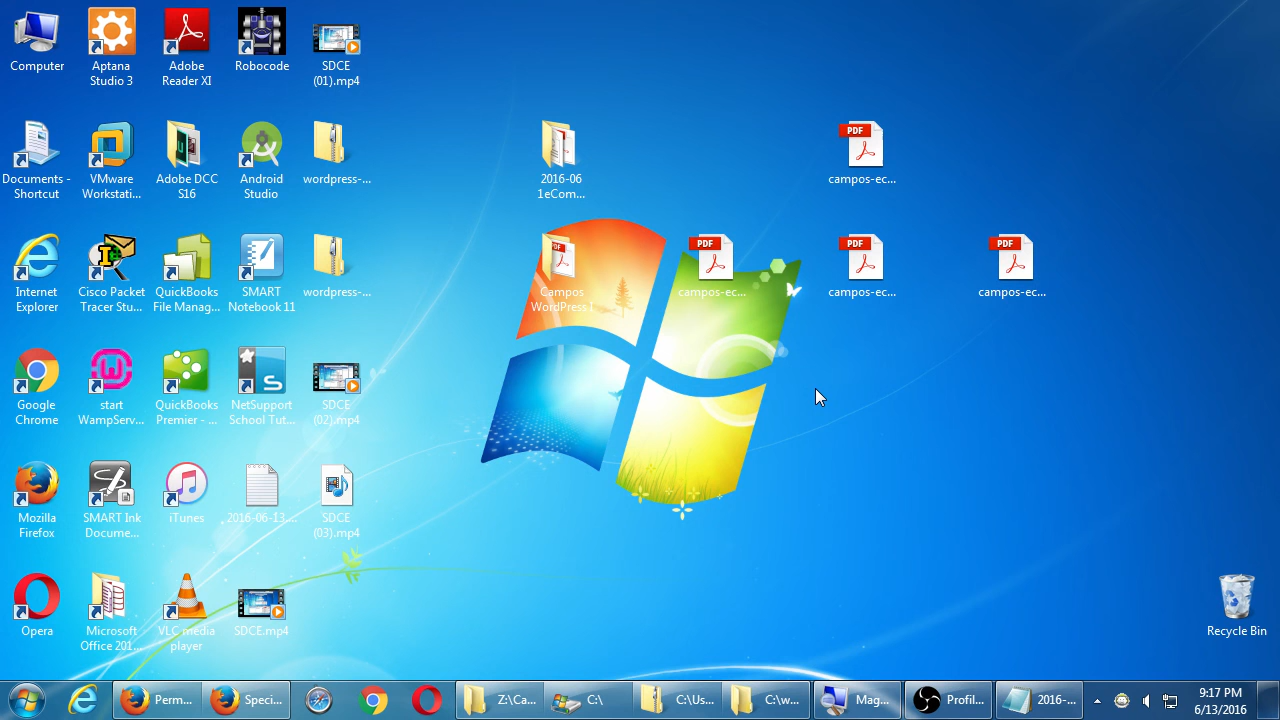 Computer
Aptana
Studio 3
Adobe
Reader XI
Robocode
SDCE
(01).mp4
Documents -
Shortcut
VMware
Workstati...
Adobe DCC
S16
Android
Studio
wordpress-...
2016-06
1eCom...
PDF
campos-ec...
Internet
Explorer
Cisco Packet
Tracer Stu...
QuickBooks
File Manag...
SMART
Notebook 11
wordpress-...
PDF
Campos
WordPress I
PDF
campos-ec...
PDF
campos-ec...
PDF
campos-ec...
Google
Chrome
start
WampServ...
QuickBooks
Premier - ...
NetSupport
School Tut...
SDCE
(02).mp4
Mozilla
Firefox
SMART Ink
Docume...
iTunes
2016-06-13...
SDCE
(03).mp4
Opera
Microsoft
Office 201...
VLC media
player
SDCE.mp4
Recycle Bin
Perm...
Speci...
Z:\Ca...
C:\
C:\Us...
C:\w...
Mag...
Profil...
2016-...
9:17 PM
6/13/2016